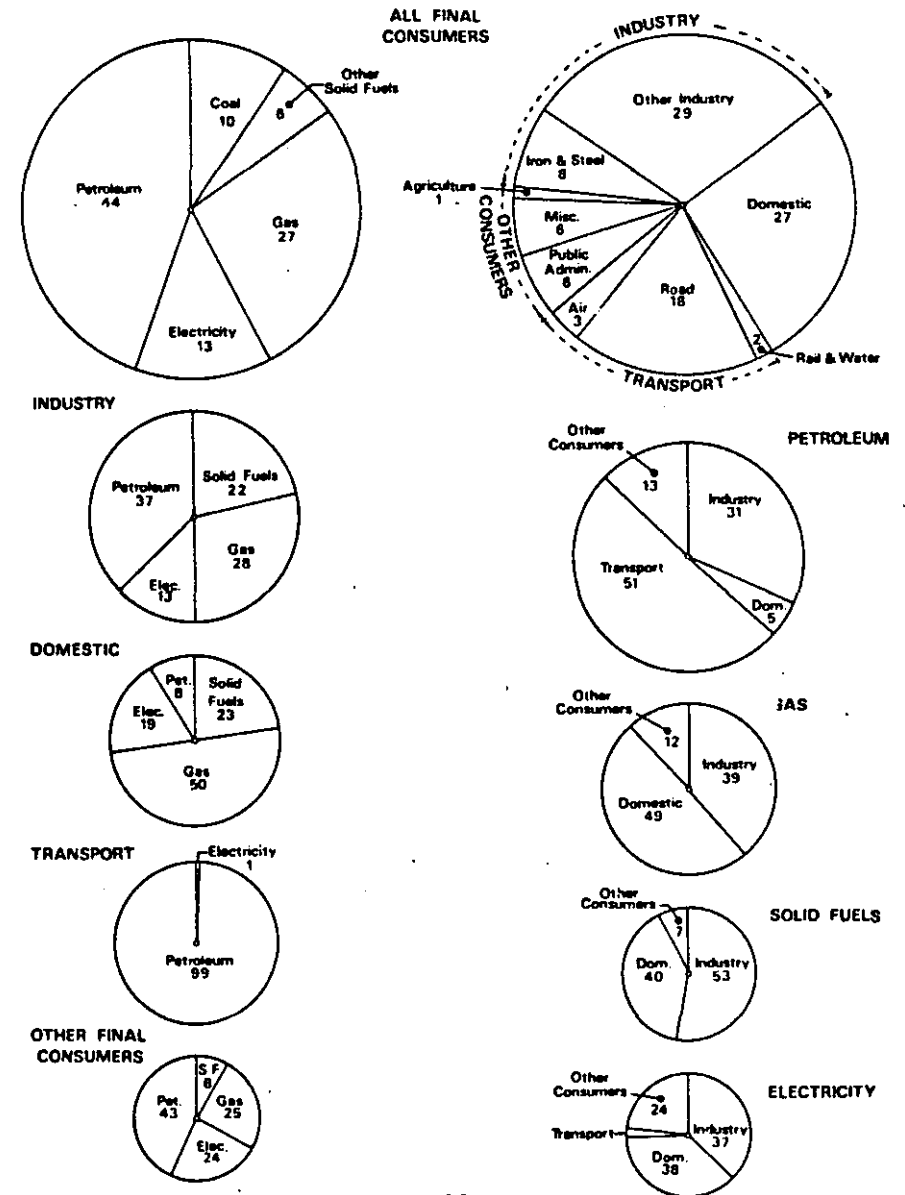 ALL FINAL
CONSUMERS
Coal
10
Other
Solid Fuels
6
Petroleum
44
Gas
27
Electricity
13
INDUSTRY
Other Industry
29
Iron & Steel
8
Agriculture
1
OTHER
CONSUMERS
Misc.
6
Public
Admin.
6
Domestic
27
Air
3
Road
18
2
Rail & Water
TRANSPORT
INDUSTRY
Petroleum
37
Solid Fuels
22
Gas
28
Elec.
13
DOMESTIC
Pet.
8
Solid
Fuels
23
Elec.
19
Gas
50
TRANSPORT
Electricity
1
Petroleum
99
OTHER FINAL
CONSUMERS
S F
Pet.
43
Gas
25
Elec.
24
PETROLEUM
Other
Consumers
13
Industry
31
Transport
51
Dom.
5
Other
Consumers
12
Industry
39
Domestic
49
SOLID FUELS
Other
Consumers
7
Dom.
40
Industry
53
ELECTRICITY
Other
Consumers
24
Transport
Industry
37
Dom.
38